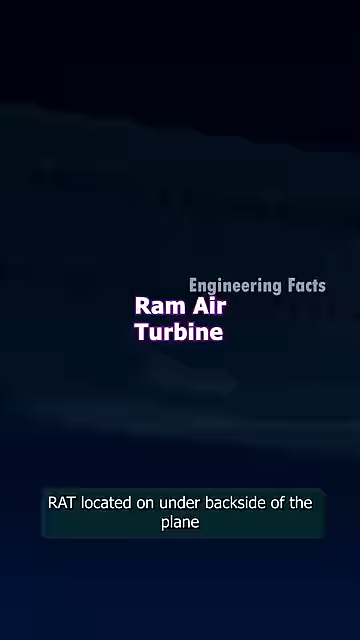 Engineering Facts
Ram Air
Turbine
RAT located on under backside of the
plane